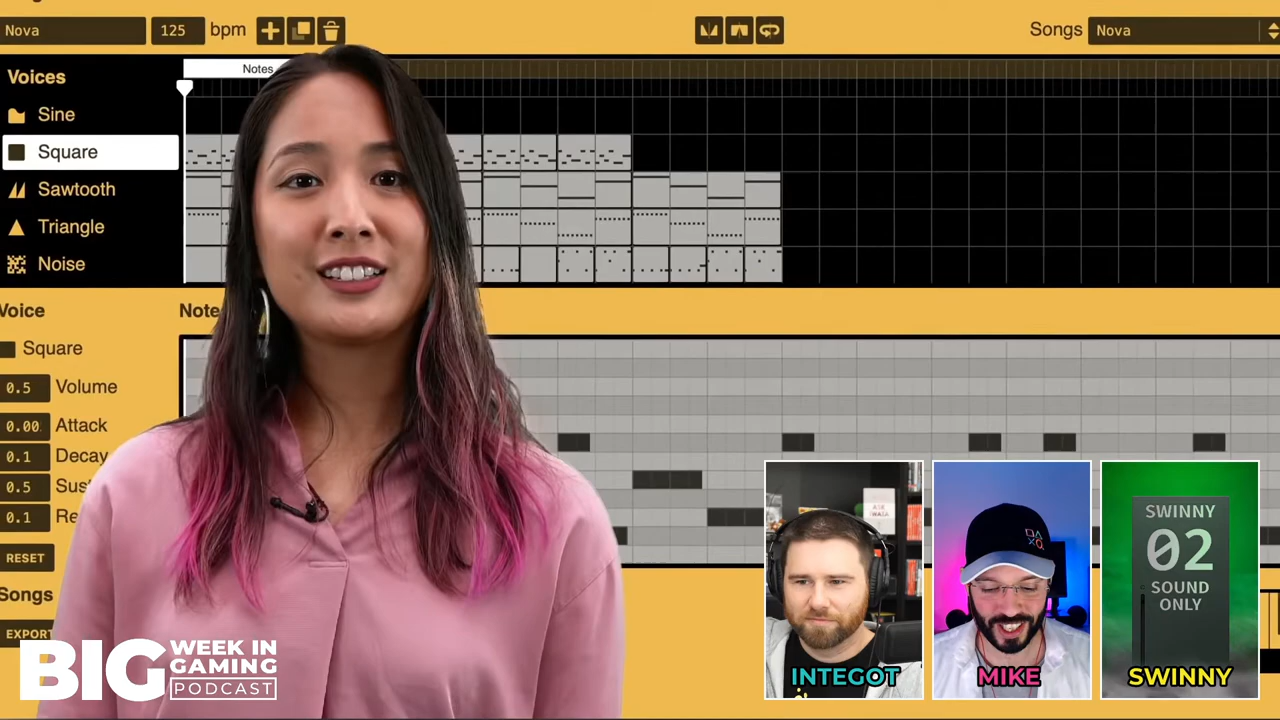 Nova
125
bpm
Songs
Nova
Voices
Notes
Sine
Square
Sawtooth
Triangle
Noise
Voice
Square
0.5 Volume
0.00 Attack
0.1 Decay
0.5
0.1
RESET
Songs
EXPORT
SWINNY
02
SOUND
ONLY
INTEGOT
MIKE
SWINNY
BIG WEEK IN
GAMING
PODCAST